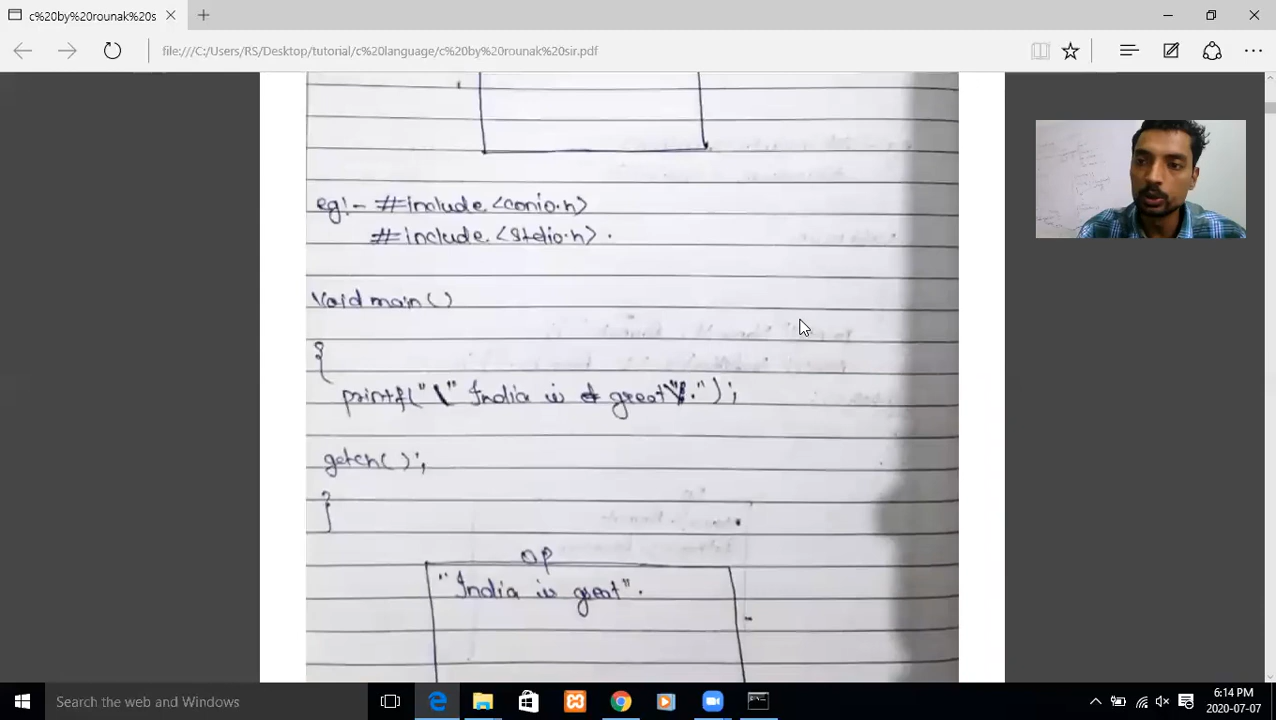 c%20by%20rounak%20s
file:///C:/Users/RS/Desktop/tutorial/c%20language/c%20by%20rounak%20sir.pdf
eg:- #include <conio.h>
#include <stdio.h>.
Void main()
{
printf("\" India is great\".");
getch();
}
OP
"India is great".
Search the web and Windows
6:14 PM
2020-07-07